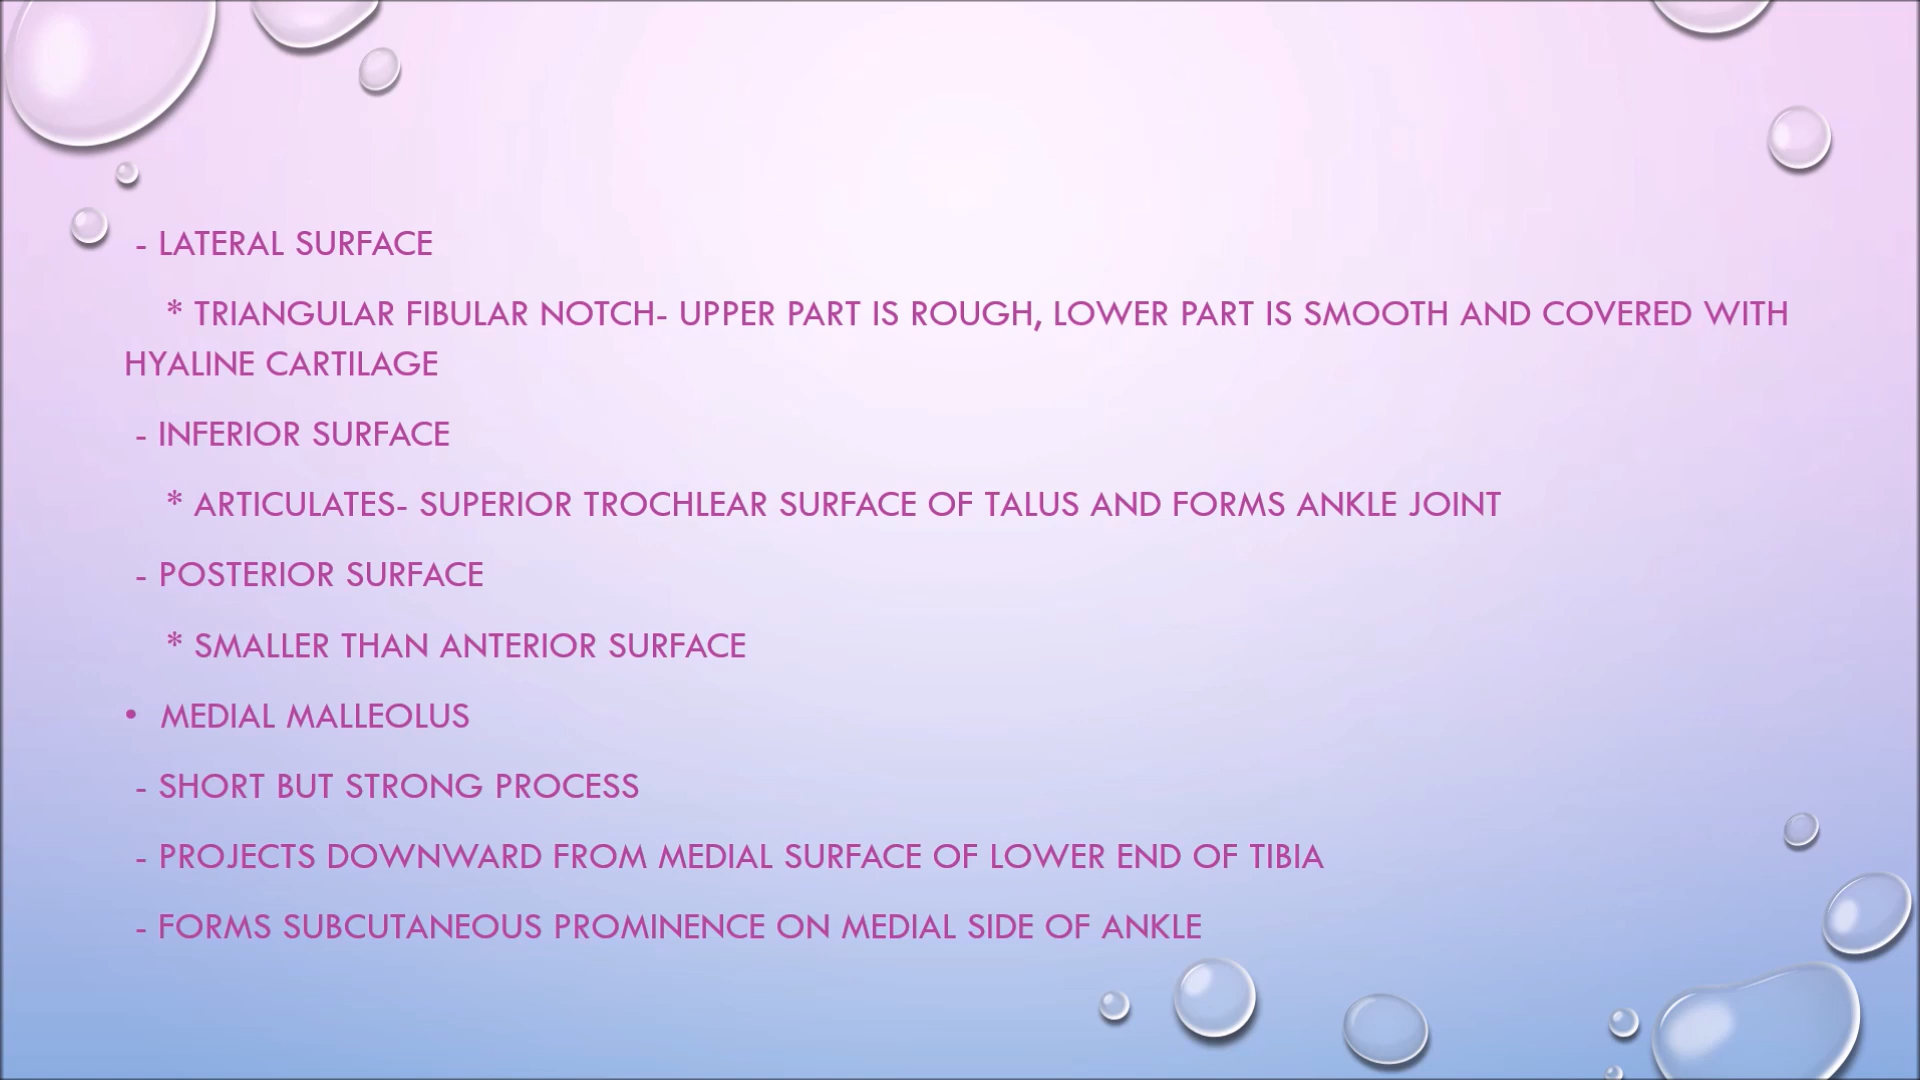 - LATERAL SURFACE
* TRIANGULAR FIBULAR NOTCH- UPPER PART IS ROUGH, LOWER PART IS SMOOTH AND COVERED WITH
HYALINE CARTILAGE
- INFERIOR SURFACE
* ARTICULATES- SUPERIOR TROCHLEAR SURFACE OF TALUS AND FORMS ANKLE JOINT
- POSTERIOR SURFACE
* SMALLER THAN ANTERIOR SURFACE
• MEDIAL MALLEOLUS
- SHORT BUT STRONG PROCESS
- PROJECTS DOWNWARD FROM MEDIAL SURFACE OF LOWER END OF TIBIA
- FORMS SUBCUTANEOUS PROMINENCE ON MEDIAL SIDE OF ANKLE